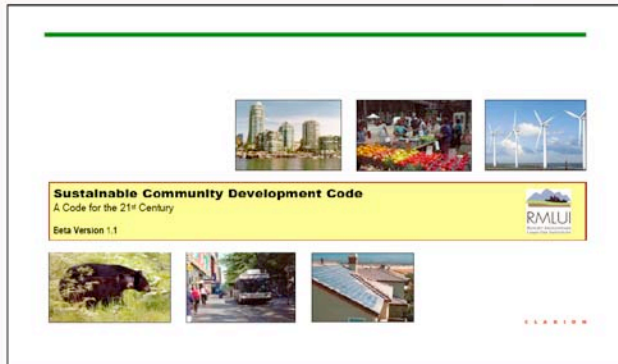 Sustainable Community Development Code
A Code for the 21st Century
Beta Version 1.1
RMLUI
CLARION